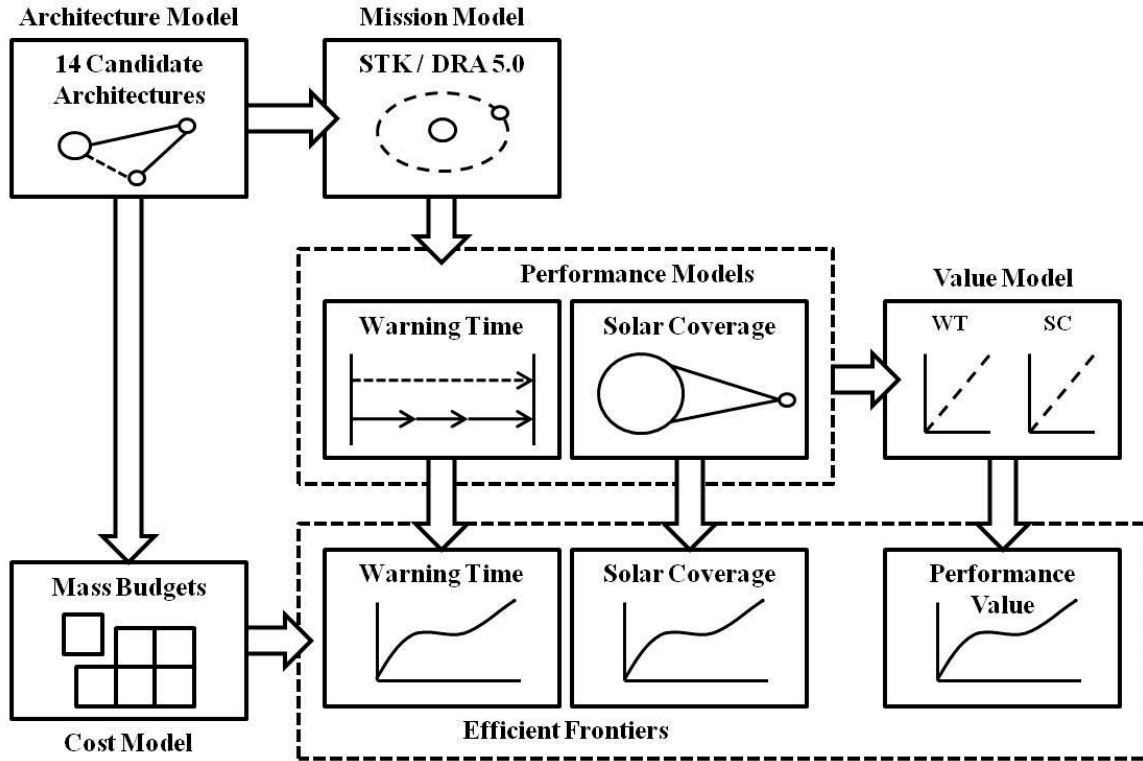 Architecture Model
Mission Model
14 Candidate
Architectures
STK / DRA 5.0
Performance Models
Value Model
Warning Time
Solar Coverage
WT
SC
Mass Budgets
Warning Time
Solar Coverage
Performance
Value
Efficient Frontiers
Cost Model